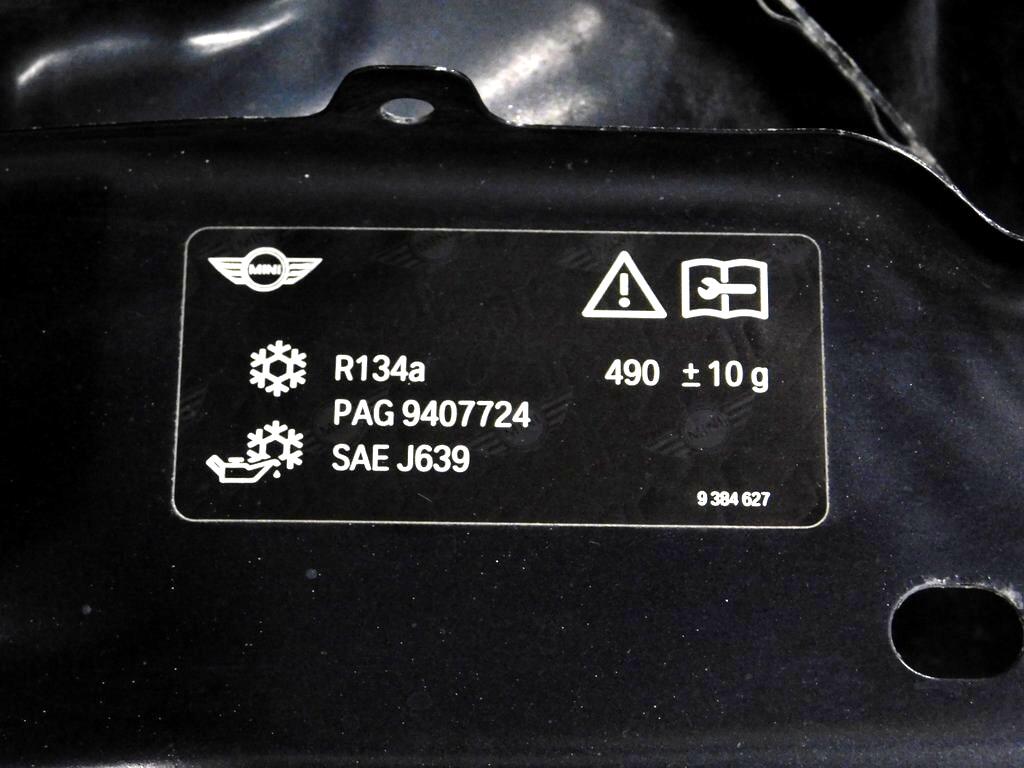 MINI
R134a 490 ± 10 g
PAG 9407724
SAE J639
9 384 627